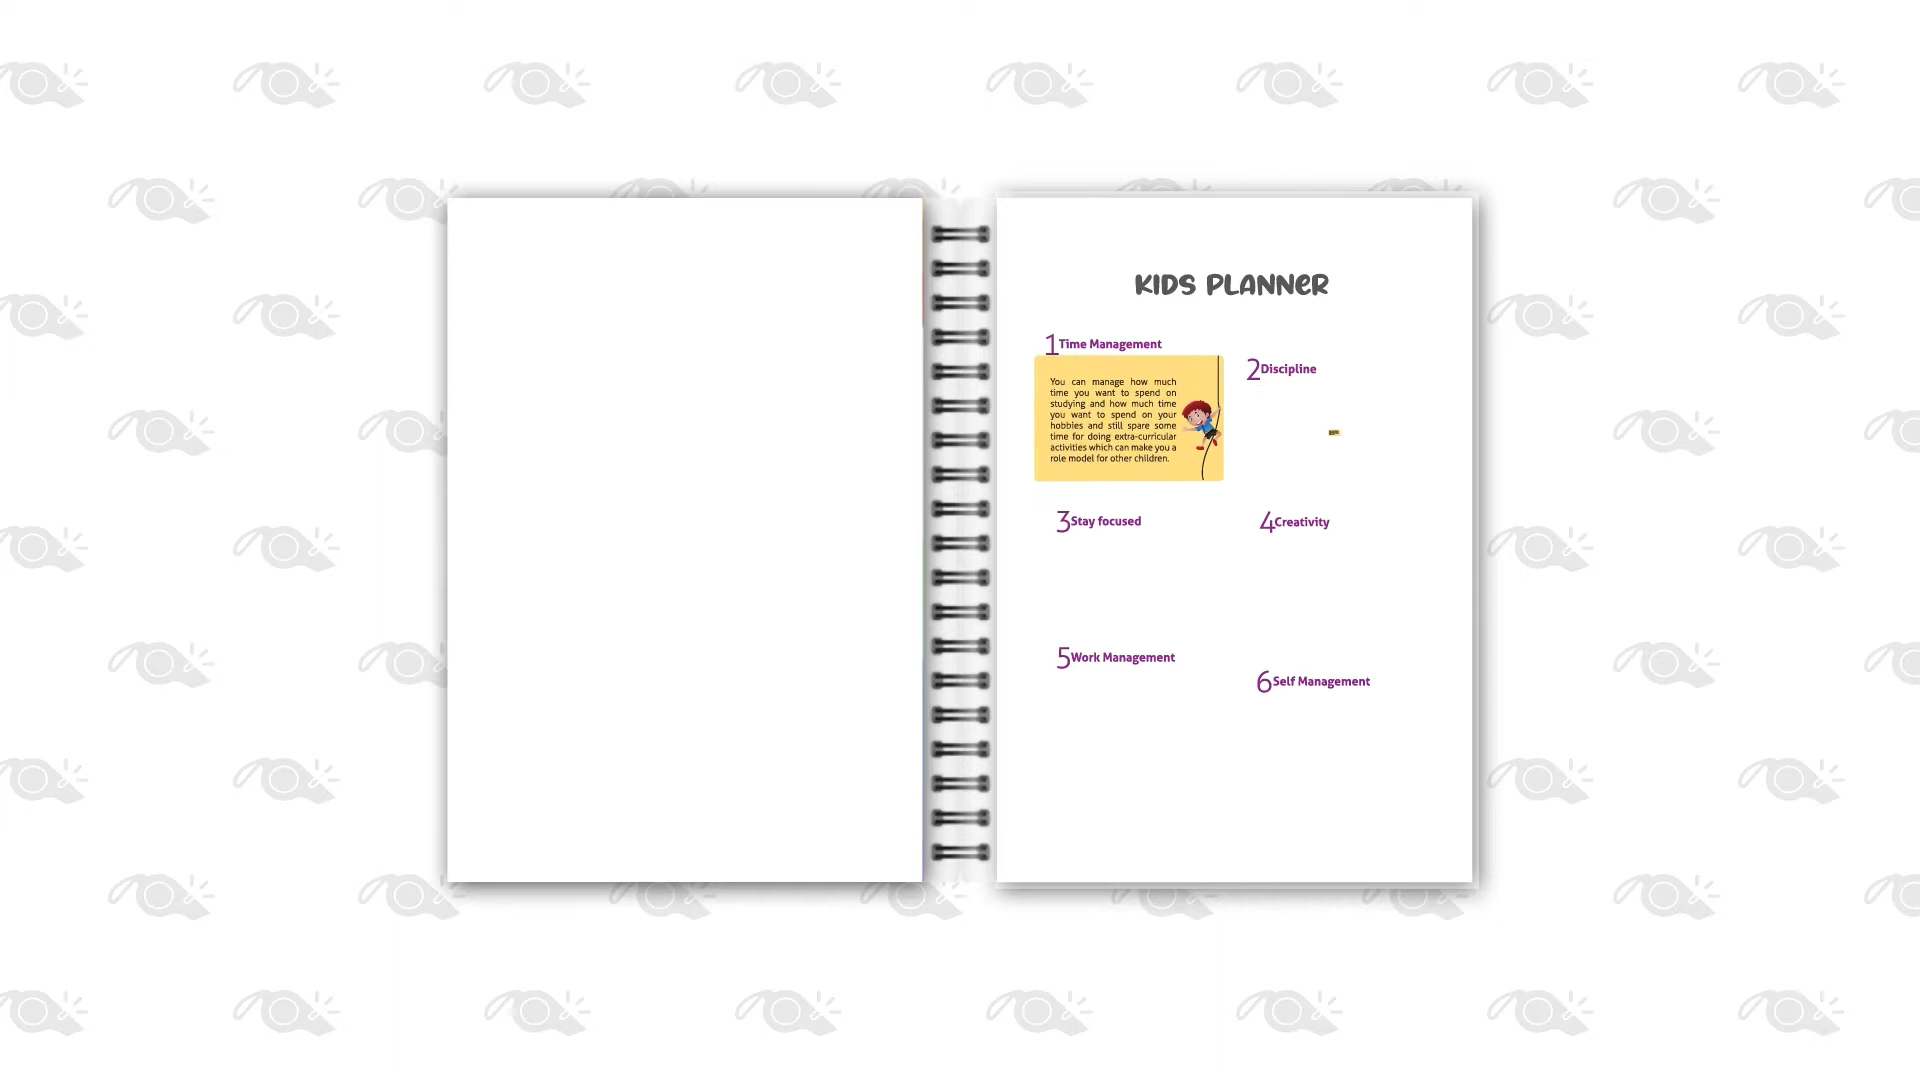 KIDS PLANNER
1 Time Management
2 Discipline
You can manage how much
time you want to spend on
studying and how much time
you want to spend on your
hobbies and still spare some
time for doing extra-curricular
activities which can make you a
role model for other children.
3 Stay focused
4 Creativity
5 Work Management
6 Self Management